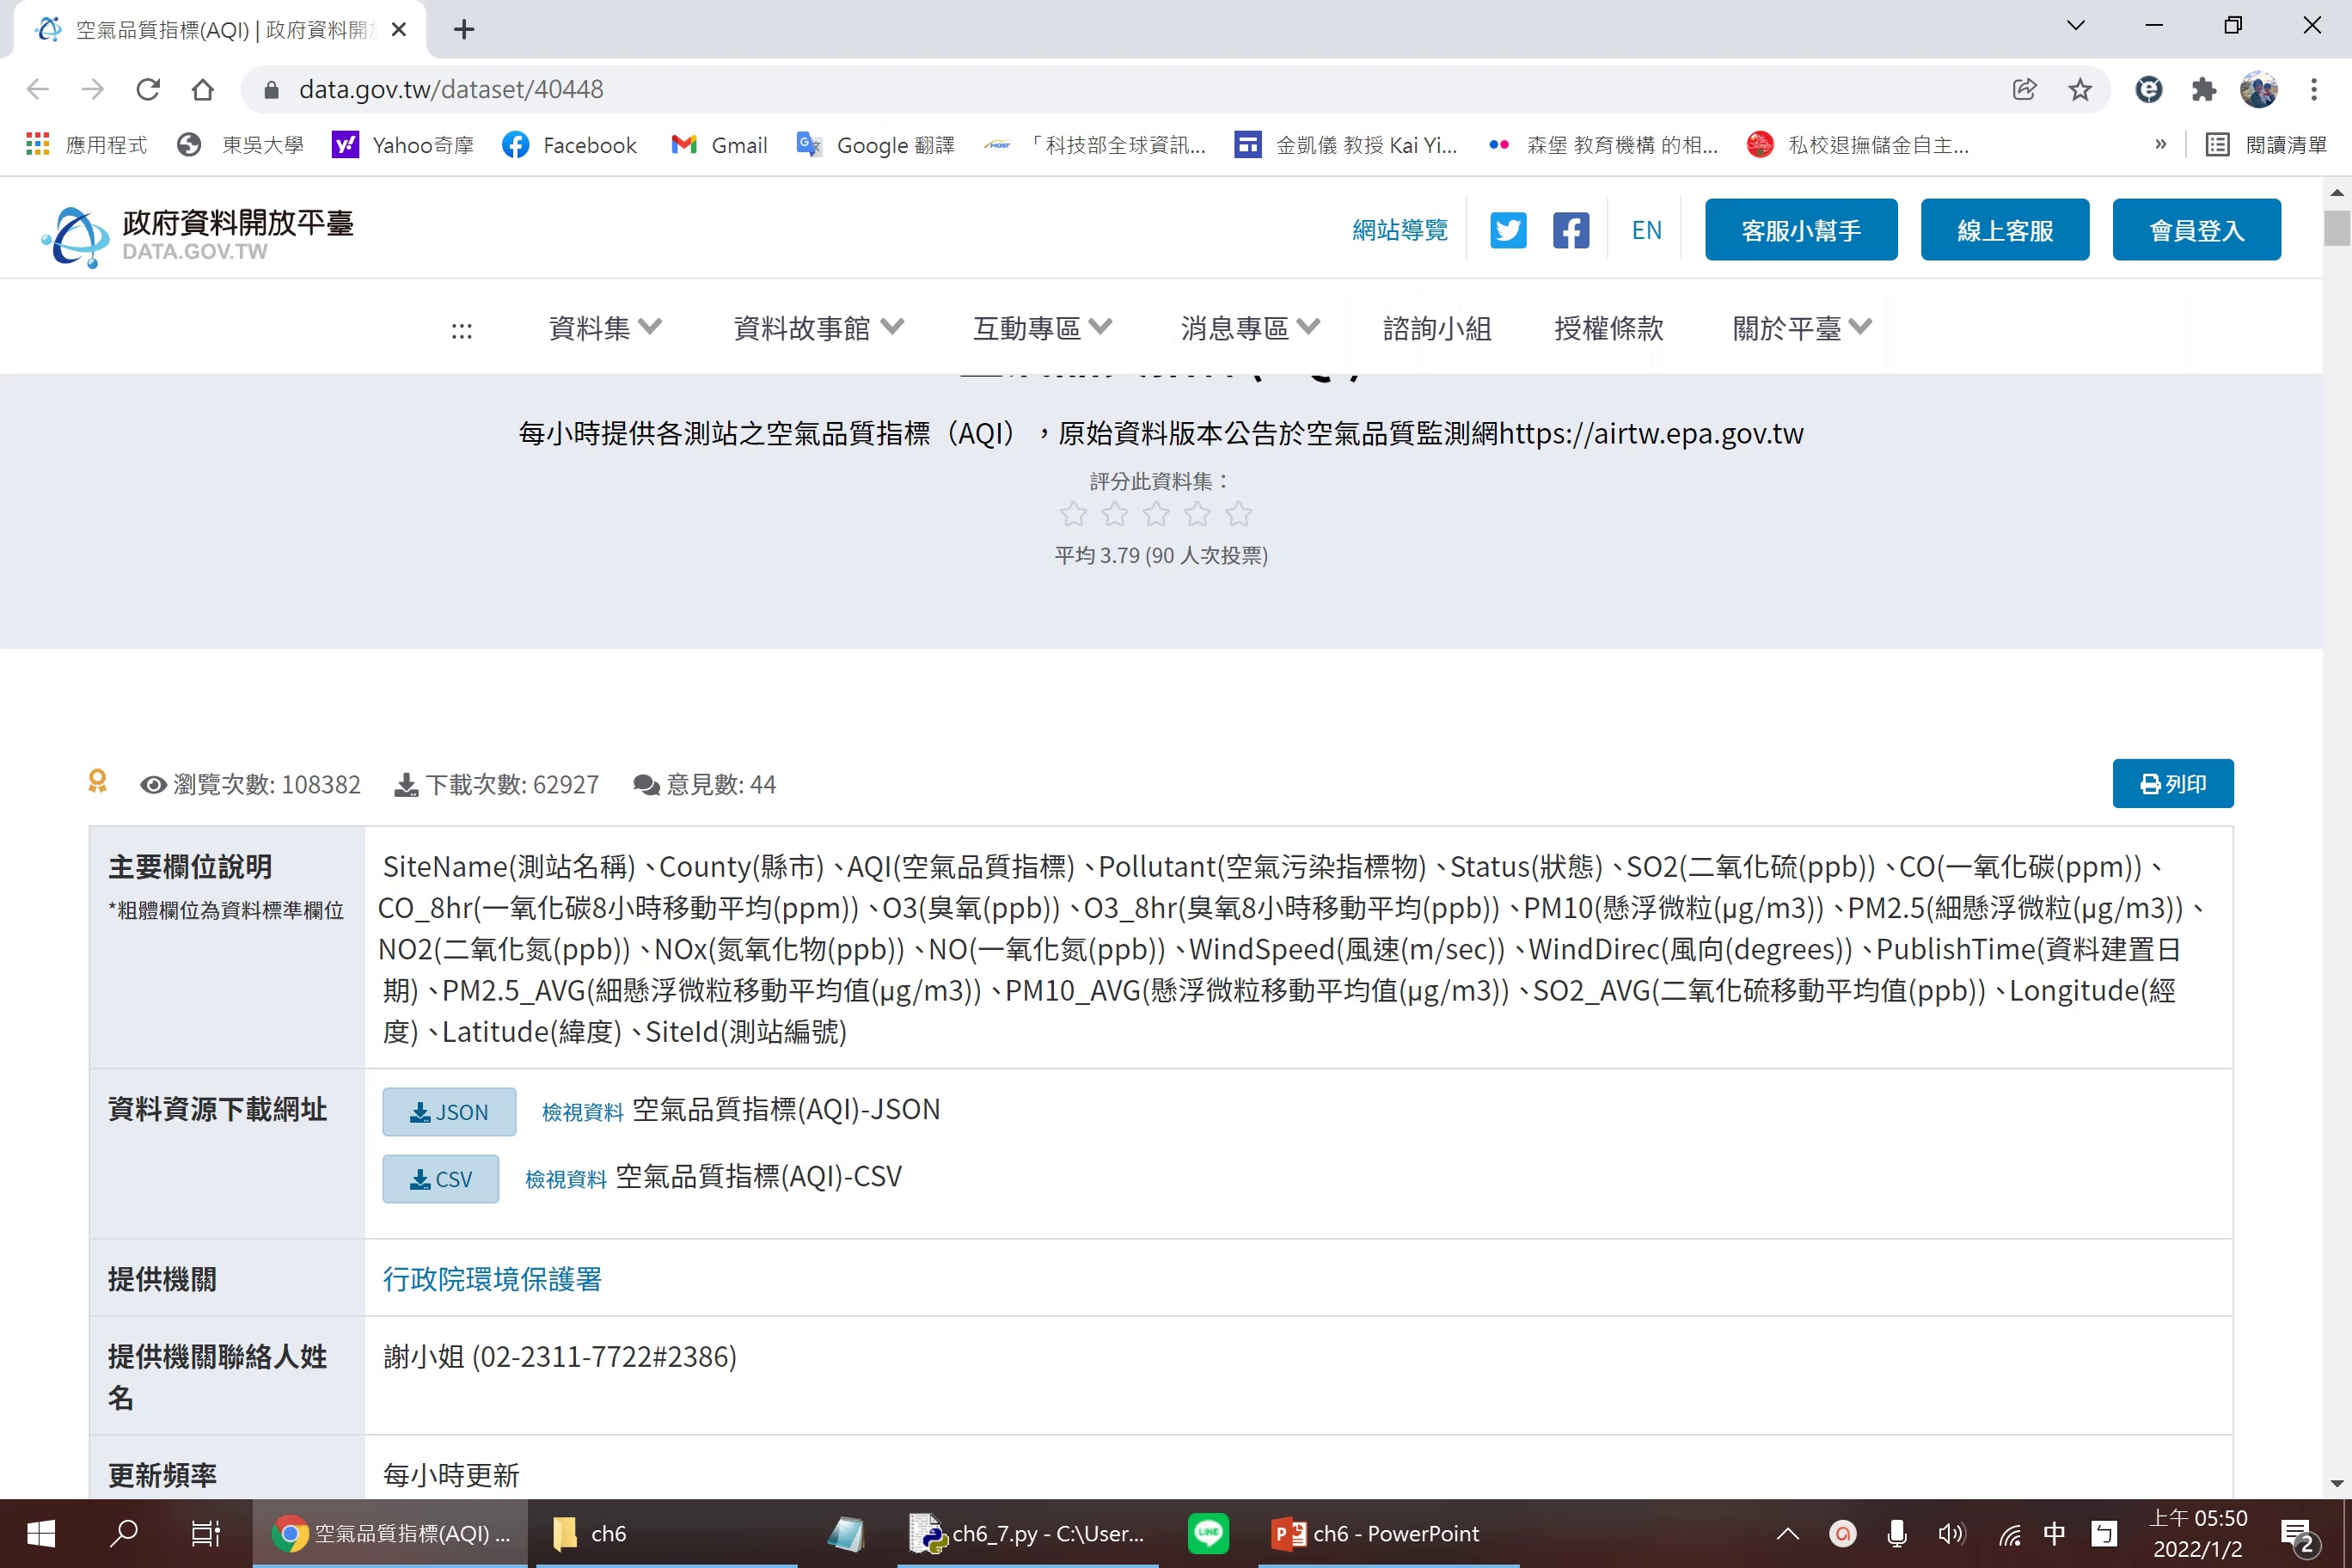 空氣品質指標(AQI) | 政府資料開
data.gov.tw/dataset/40448
應用程式 東吳大學 Yahoo奇摩 Facebook Gmail Google 翻譯 「科技部全球資訊... 金凱儀 教授 Kai Yi... 森堡 教育機構 的相... 私校退撫儲金自主... » 閱讀清單
政府資料開放平臺
DATA.GOV.TW
網站導覽 EN 客服小幫手 線上客服 會員登入
::: 資料集 資料故事館 互動專區 消息專區 諮詢小組 授權條款 關於平臺
每小時提供各測站之空氣品質指標（AQI），原始資料版本公告於空氣品質監測網https://airtw.epa.gov.tw
評分此資料集：
平均 3.79 (90 人次投票)
瀏覽次數: 108382 下載次數: 62927 意見數: 44 列印
主要欄位說明
*粗體欄位為資料標準欄位
SiteName(測站名稱)、County(縣市)、AQI(空氣品質指標)、Pollutant(空氣污染指標物)、Status(狀態)、SO2(二氧化硫(ppb))、CO(一氧化碳(ppm))、
CO_8hr(一氧化碳8小時移動平均(ppm))、O3(臭氧(ppb))、O3_8hr(臭氧8小時移動平均(ppb))、PM10(懸浮微粒(μg/m3))、PM2.5(細懸浮微粒(μg/m3))、
NO2(二氧化氮(ppb))、NOx(氮氧化物(ppb))、NO(一氧化氮(ppb))、WindSpeed(風速(m/sec))、WindDirec(風向(degrees))、PublishTime(資料建置日
期)、PM2.5_AVG(細懸浮微粒移動平均值(μg/m3))、PM10_AVG(懸浮微粒移動平均值(μg/m3))、SO2_AVG(二氧化硫移動平均值(ppb))、Longitude(經
度)、Latitude(緯度)、SiteId(測站編號)
資料資源下載網址
JSON 檢視資料 空氣品質指標(AQI)-JSON
CSV 檢視資料 空氣品質指標(AQI)-CSV
提供機關
行政院環境保護署
提供機關聯絡人姓
名
謝小姐 (02-2311-7722#2386)
更新頻率
每小時更新
空氣品質指標(AQI) ... ch6 ch6_7.py - C:\User... ch6 - PowerPoint 中 ㄅ 上午 05:50
2022/1/2 2